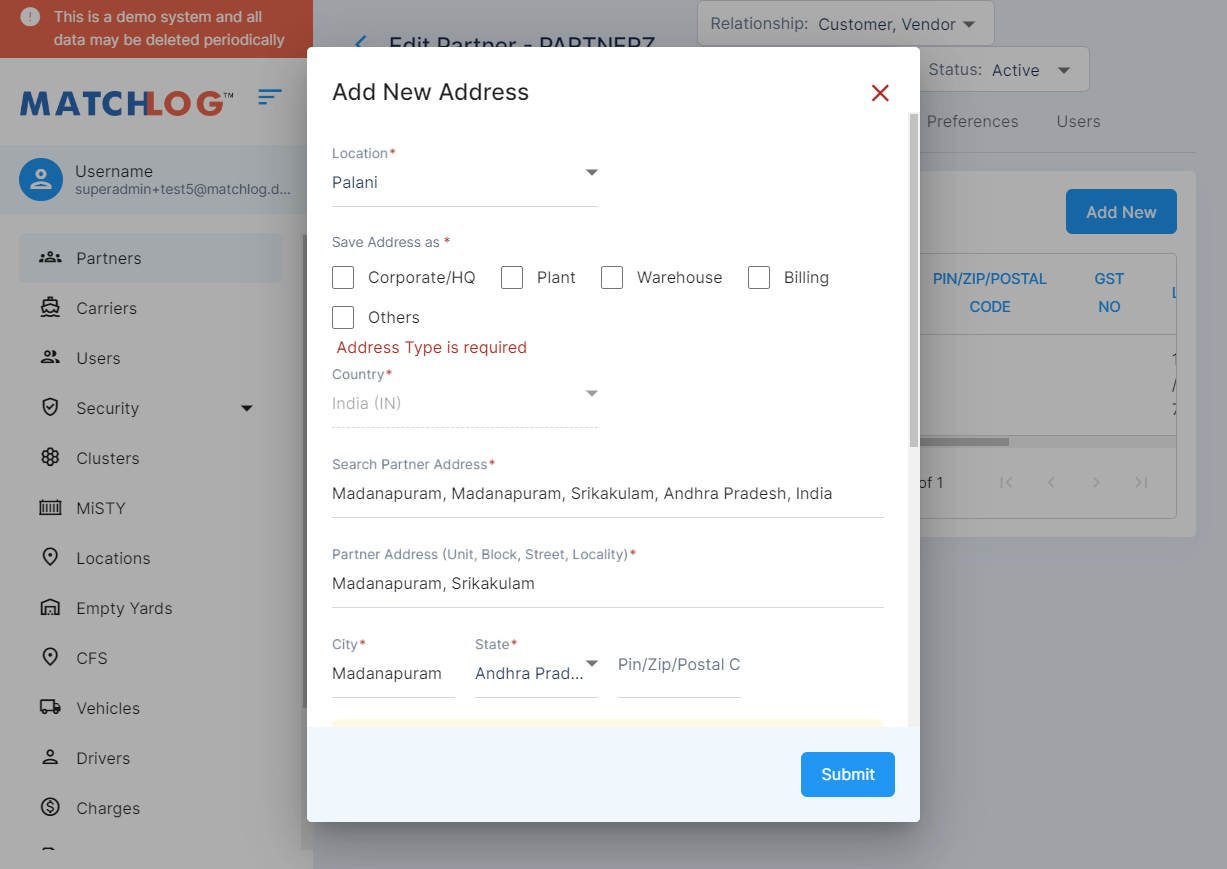 This is a demo system and all
data may be deleted periodically
MATCHLOG™
Username
superadmin+test5@matchlog.d...
Partners
Carriers
Users
Security
Clusters
MiSTY
Locations
Empty Yards
CFS
Vehicles
Drivers
Charges
Edit Partner - PARTNERZ
Relationship: Customer, Vendor
Status: Active
Preferences Users
Add New
PIN/ZIP/POSTAL
CODE
GST
NO
of 1
Add New Address
Location*
Palani
Save Address as *
Corporate/HQ Plant Warehouse Billing
Others
Address Type is required
Country*
India (IN)
Search Partner Address*
Madanapuram, Madanapuram, Srikakulam, Andhra Pradesh, India
Partner Address (Unit, Block, Street, Locality)*
Madanapuram, Srikakulam
City* State*
Madanapuram Andhra Prad... Pin/Zip/Postal C
Submit